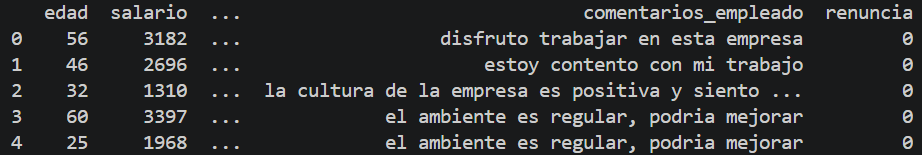 edad salario ... comentarios_empleado renuncia
0 56 3182 ... disfruto trabajar en esta empresa 0
1 46 2696 ... estoy contento con mi trabajo 0
2 32 1310 ... la cultura de la empresa es positiva y siento ... 0
3 60 3397 ... el ambiente es regular, podria mejorar 0
4 25 1968 ... el ambiente es regular, podria mejorar 0